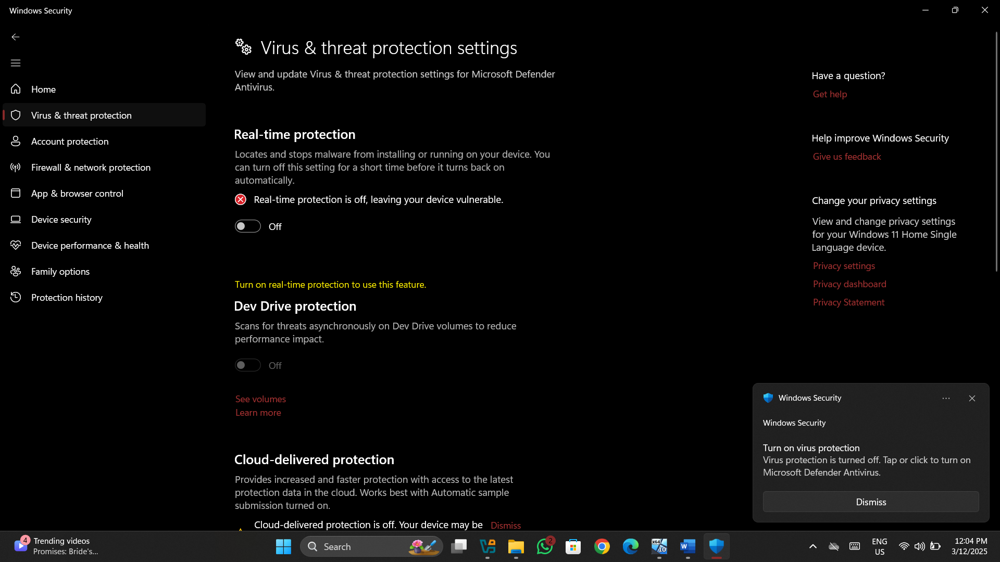 Windows Security
Home
Virus & threat protection
Account protection
Firewall & network protection
App & browser control
Device security
Device performance & health
Family options
Protection history
Virus & threat protection settings
View and update Virus & threat protection settings for Microsoft Defender
Antivirus.
Real-time protection
Locates and stops malware from installing or running on your device. You
can turn off this setting for a short time before it turns back on
automatically.
Real-time protection is off, leaving your device vulnerable.
Off
Turn on real-time protection to use this feature.
Dev Drive protection
Scans for threats asynchronously on Dev Drive volumes to reduce
performance impact.
Off
See volumes
Learn more
Cloud-delivered protection
Provides increased and faster protection with access to the latest
protection data in the cloud. Works best with Automatic sample
submission turned on.
Cloud-delivered protection is off. Your device may be Dismiss
Have a question?
Get help
Help improve Windows Security
Give us feedback
Change your privacy settings
View and change privacy settings
for your Windows 11 Home Single
Language device.
Privacy settings
Privacy dashboard
Privacy Statement
Windows Security
Windows Security
Turn on virus protection
Virus protection is turned off. Tap or click to turn on
Microsoft Defender Antivirus.
Dismiss
4
Trending videos
Promises: Bride's...
Search
2
x64
10
W
ENG
US
12:04 PM
3/12/2025